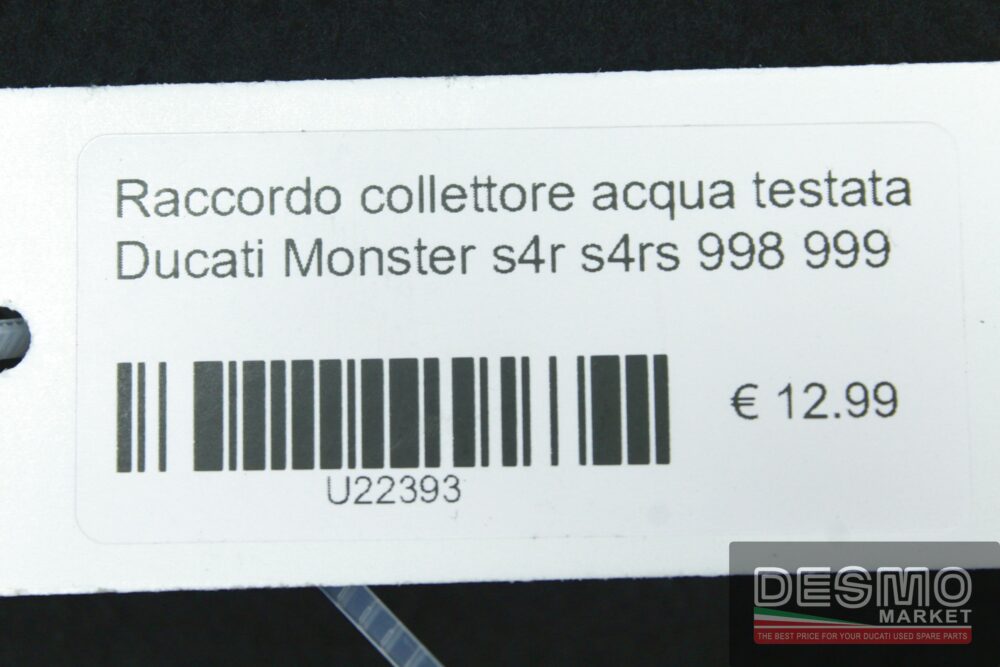 Raccordo collettore acqua testata
Ducati Monster s4r s4rs 998 999
€ 12.99
U22393
DESMO
MARKET
THE BEST PRICE FOR YOUR DUCATI USED SPARE PARTS